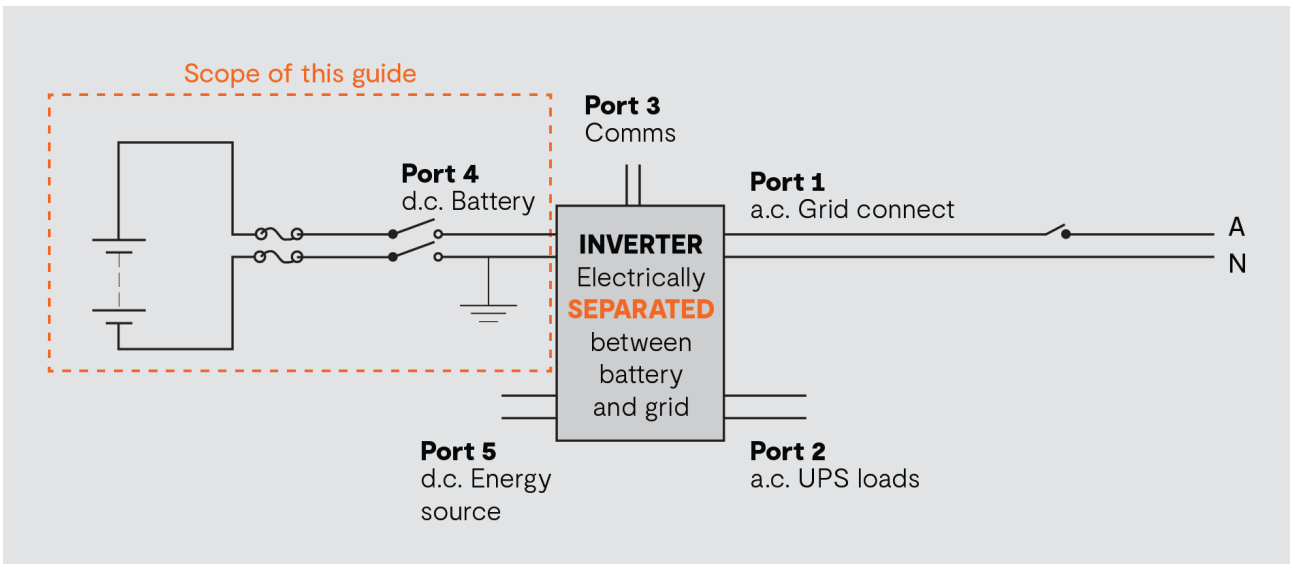 Scope of this guide
Port 3
Comms
Port 4
d.c. Battery
Port 1
a.c. Grid connect
INVERTER
Electrically
SEPARATED
between
battery
and grid
A
N
Port 5
d.c. Energy
source
Port 2
a.c. UPS loads